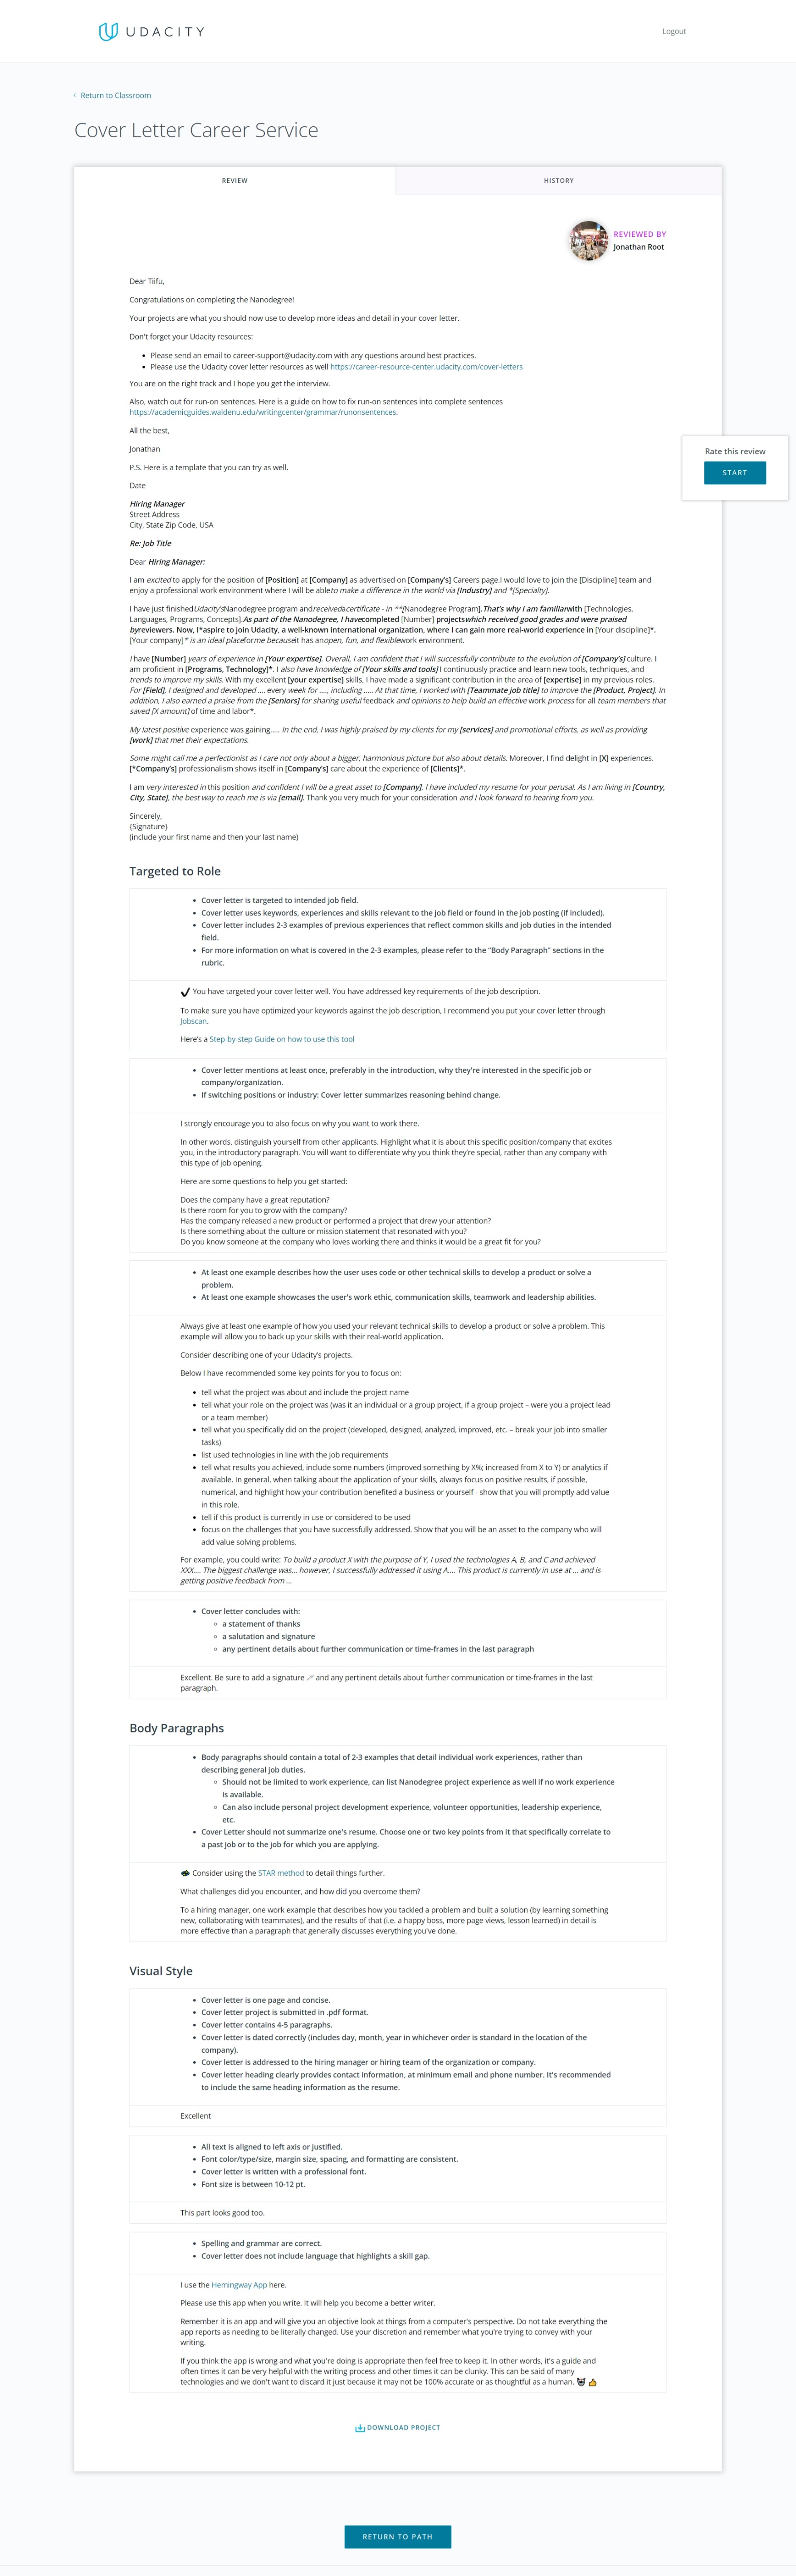 UDACITY
Logout
Return to Classroom
Cover Letter Career Service
REVIEW
HISTORY
REVIEWED BY
Jonathan Root
Dear Tiifu,
Congratulations on completing the Nanodegree!
Your projects are what you should now use to develop more ideas and detail in your cover letter.
Don't forget your Udacity resources:
• Please send an email to career-support@udacity.com with any questions around best practices.
• Please use the Udacity cover letter resources as well https://career-resource-center.udacity.com/cover-letters
You are on the right track and I hope you get the interview.
Also, watch out for run-on sentences. Here is a guide on how to fix run-on sentences into complete sentences
https://academicguides.waldenu.edu/writingcenter/grammar/runonsentences.
All the best,
Jonathan
P.S. Here is a template that you can try as well.
Date
Hiring Manager
Street Address
City, State Zip Code, USA
Re: Job Title
Dear Hiring Manager:
I am excited to apply for the position of [Position] at [Company] as advertised on [Company's] Careers page.I would love to join the [Discipline] team and
enjoy a professional work environment where I will be ableto make a difference in the world via [Industry] and *[Specialty].
I have just finishedUdacity'sNanodegree program andreceivedacertificate - in **[Nanodegree Program].That's why I am familiarwith [Technologies,
Languages, Programs, Concepts].As part of the Nanodegree, I havecompleted [Number] projectswhich received good grades and were praised
byreviewers. Now, I*aspire to join Udacity, a well-known international organization, where I can gain more real-world experience in [Your discipline]*.
[Your company]* is an ideal placeforme becauseit has anopen, fun, and flexiblework environment.
I have [Number] years of experience in [Your expertise]. Overall, I am confident that I will successfully contribute to the evolution of [Company's] culture. I
am proficient in [Programs, Technology]*. I also have knowledge of [Your skills and tools] I continuously practice and learn new tools, techniques, and
trends to improve my skills. With my excellent [your expertise] skills, I have made a significant contribution in the area of [expertise] in my previous roles.
For [Field], I designed and developed .... every week for ...., including ..... At that time, I worked with [Teammate job title] to improve the [Product, Project]. In
addition, I also earned a praise from the [Seniors] for sharing useful feedback and opinions to help build an effective work process for all team members that
saved [X amount] of time and labor*.
My latest positive experience was gaining..... In the end, I was highly praised by my clients for my [services] and promotional efforts, as well as providing
[work] that met their expectations.
Some might call me a perfectionist as I care not only about a bigger, harmonious picture but also about details. Moreover, I find delight in [X] experiences.
[*Company's] professionalism shows itself in [Company's] care about the experience of [Clients]*.
I am very interested in this position and confident I will be a great asset to [Company]. I have included my resume for your perusal. As I am living in [Country,
City, State], the best way to reach me is via [email]. Thank you very much for your consideration and I look forward to hearing from you.
Sincerely,
{Signature}
(include your first name and then your last name)
Targeted to Role
• Cover letter is targeted to intended job field.
• Cover letter uses keywords, experiences and skills relevant to the job field or found in the job posting (if included).
• Cover letter includes 2-3 examples of previous experiences that reflect common skills and job duties in the intended
field.
• For more information on what is covered in the 2-3 examples, please refer to the "Body Paragraph" sections in the
rubric.
✔ You have targeted your cover letter well. You have addressed key requirements of the job description.
To make sure you have optimized your keywords against the job description, I recommend you put your cover letter through
Jobscan.
Here's a Step-by-step Guide on how to use this tool
• Cover letter mentions at least once, preferably in the introduction, why they're interested in the specific job or
company/organization.
• If switching positions or industry: Cover letter summarizes reasoning behind change.
I strongly encourage you to also focus on why you want to work there.
In other words, distinguish yourself from other applicants. Highlight what it is about this specific position/company that excites
you, in the introductory paragraph. You will want to differentiate why you think they're special, rather than any company with
this type of job opening.
Here are some questions to help you get started:
Does the company have a great reputation?
Is there room for you to grow with the company?
Has the company released a new product or performed a project that drew your attention?
Is there something about the culture or mission statement that resonated with you?
Do you know someone at the company who loves working there and thinks it would be a great fit for you?
• At least one example describes how the user uses code or other technical skills to develop a product or solve a
problem.
• At least one example showcases the user's work ethic, communication skills, teamwork and leadership abilities.
Always give at least one example of how you used your relevant technical skills to develop a product or solve a problem. This
example will allow you to back up your skills with their real-world application.
Consider describing one of your Udacity's projects.
Below I have recommended some key points for you to focus on:
• tell what the project was about and include the project name
• tell what your role on the project was (was it an individual or a group project, if a group project – were you a project lead
or a team member)
• tell what you specifically did on the project (developed, designed, analyzed, improved, etc. – break your job into smaller
tasks)
• list used technologies in line with the job requirements
• tell what results you achieved, include some numbers (improved something by X%; increased from X to Y) or analytics if
available. In general, when talking about the application of your skills, always focus on positive results, if possible,
numerical, and highlight how your contribution benefited a business or yourself - show that you will promptly add value
in this role.
• tell if this product is currently in use or considered to be used
• focus on the challenges that you have successfully addressed. Show that you will be an asset to the company who will
add value solving problems.
For example, you could write: To build a product X with the purpose of Y, I used the technologies A, B, and C and achieved
XXX.... The biggest challenge was... however, I successfully addressed it using A.... This product is currently in use at ... and is
getting positive feedback from ...
• Cover letter concludes with:
◦ a statement of thanks
◦ a salutation and signature
◦ any pertinent details about further communication or time-frames in the last paragraph
Excellent. Be sure to add a signature and any pertinent details about further communication or time-frames in the last
paragraph.
Body Paragraphs
• Body paragraphs should contain a total of 2-3 examples that detail individual work experiences, rather than
describing general job duties.
◦ Should not be limited to work experience, can list Nanodegree project experience as well if no work experience
is available.
◦ Can also include personal project development experience, volunteer opportunities, leadership experience,
etc.
• Cover Letter should not summarize one's resume. Choose one or two key points from it that specifically correlate to
a past job or to the job for which you are applying.
Consider using the STAR method to detail things further.
What challenges did you encounter, and how did you overcome them?
To a hiring manager, one work example that describes how you tackled a problem and built a solution (by learning something
new, collaborating with teammates), and the results of that (i.e. a happy boss, more page views, lesson learned) in detail is
more effective than a paragraph that generally discusses everything you've done.
Visual Style
• Cover letter is one page and concise.
• Cover letter project is submitted in .pdf format.
• Cover letter contains 4-5 paragraphs.
• Cover letter is dated correctly (includes day, month, year in whichever order is standard in the location of the
company).
• Cover letter is addressed to the hiring manager or hiring team of the organization or company.
• Cover letter heading clearly provides contact information, at minimum email and phone number. It's recommended
to include the same heading information as the resume.
Excellent
• All text is aligned to left axis or justified.
• Font color/type/size, margin size, spacing, and formatting are consistent.
• Cover letter is written with a professional font.
• Font size is between 10-12 pt.
This part looks good too.
• Spelling and grammar are correct.
• Cover letter does not include language that highlights a skill gap.
I use the Hemingway App here.
Please use this app when you write. It will help you become a better writer.
Remember it is an app and will give you an objective look at things from a computer's perspective. Do not take everything the
app reports as needing to be literally changed. Use your discretion and remember what you're trying to convey with your
writing.
If you think the app is wrong and what you're doing is appropriate then feel free to keep it. In other words, it's a guide and
often times it can be very helpful with the writing process and other times it can be clunky. This can be said of many
technologies and we don't want to discard it just because it may not be 100% accurate or as thoughtful as a human.
DOWNLOAD PROJECT
RETURN TO PATH
Rate this review
START